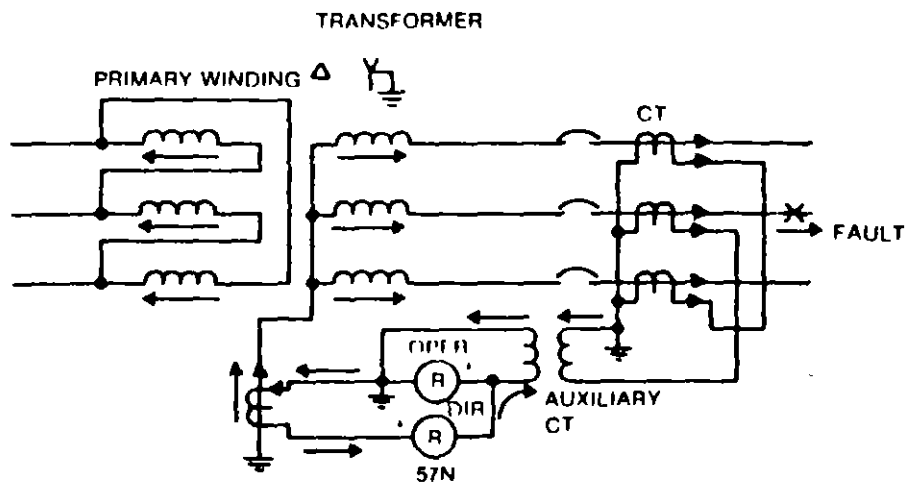 TRANSFORMER
PRIMARY WINDING Δ
CT
FAULT
OPER
R
DIR
AUXILIARY
CT
R
57N